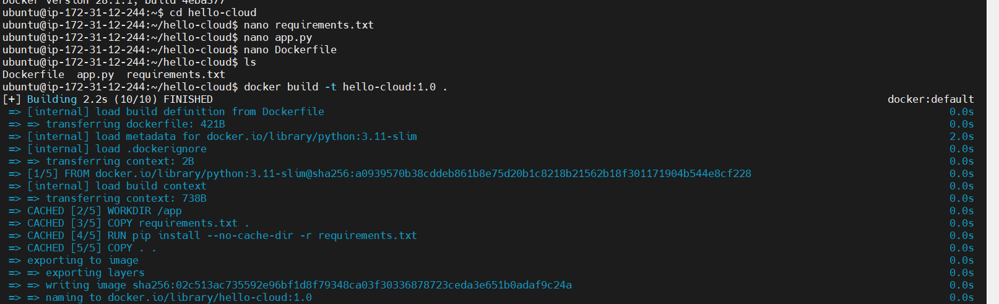 Docker version 28.1.1, build 4eba377
ubuntu@ip-172-31-12-244:~$ cd hello-cloud
ubuntu@ip-172-31-12-244:~/hello-cloud$ nano requirements.txt
ubuntu@ip-172-31-12-244:~/hello-cloud$ nano app.py
ubuntu@ip-172-31-12-244:~/hello-cloud$ nano Dockerfile
ubuntu@ip-172-31-12-244:~/hello-cloud$ ls
Dockerfile  app.py  requirements.txt
ubuntu@ip-172-31-12-244:~/hello-cloud$ docker build -t hello-cloud:1.0 .
[+] Building 2.2s (10/10) FINISHED docker:default
=> [internal] load build definition from Dockerfile 0.0s
=> => transferring dockerfile: 421B 0.0s
=> [internal] load metadata for docker.io/library/python:3.11-slim 2.0s
=> [internal] load .dockerignore 0.0s
=> => transferring context: 2B 0.0s
=> [1/5] FROM docker.io/library/python:3.11-slim@sha256:a0939570b38cddeb861b8e75d20b1c8218b21562b18f301171904b544e8cf228 0.0s
=> [internal] load build context 0.0s
=> => transferring context: 738B 0.0s
=> CACHED [2/5] WORKDIR /app 0.0s
=> CACHED [3/5] COPY requirements.txt . 0.0s
=> CACHED [4/5] RUN pip install --no-cache-dir -r requirements.txt 0.0s
=> CACHED [5/5] COPY . . 0.0s
=> exporting to image 0.0s
=> => exporting layers 0.0s
=> => writing image sha256:02c513ac735592e96bf1d8f79348ca03f30336878723ceda3e651b0adaf9c24a 0.0s
=> => naming to docker.io/library/hello-cloud:1.0 0.0s